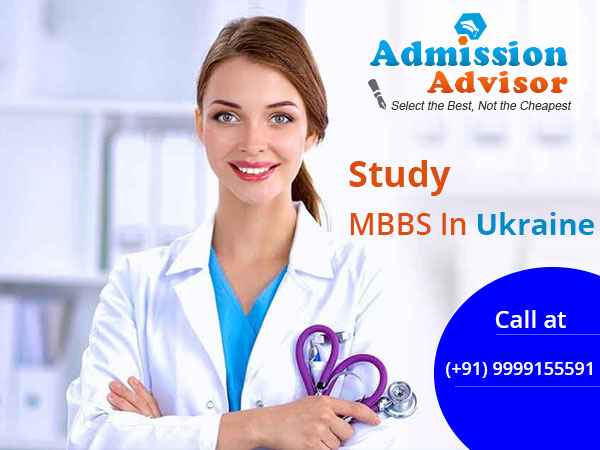 Admission
Advisor
Select the Best, Not the Cheapest
Study
MBBS In Ukraine
Call at
(+91) 9999155591